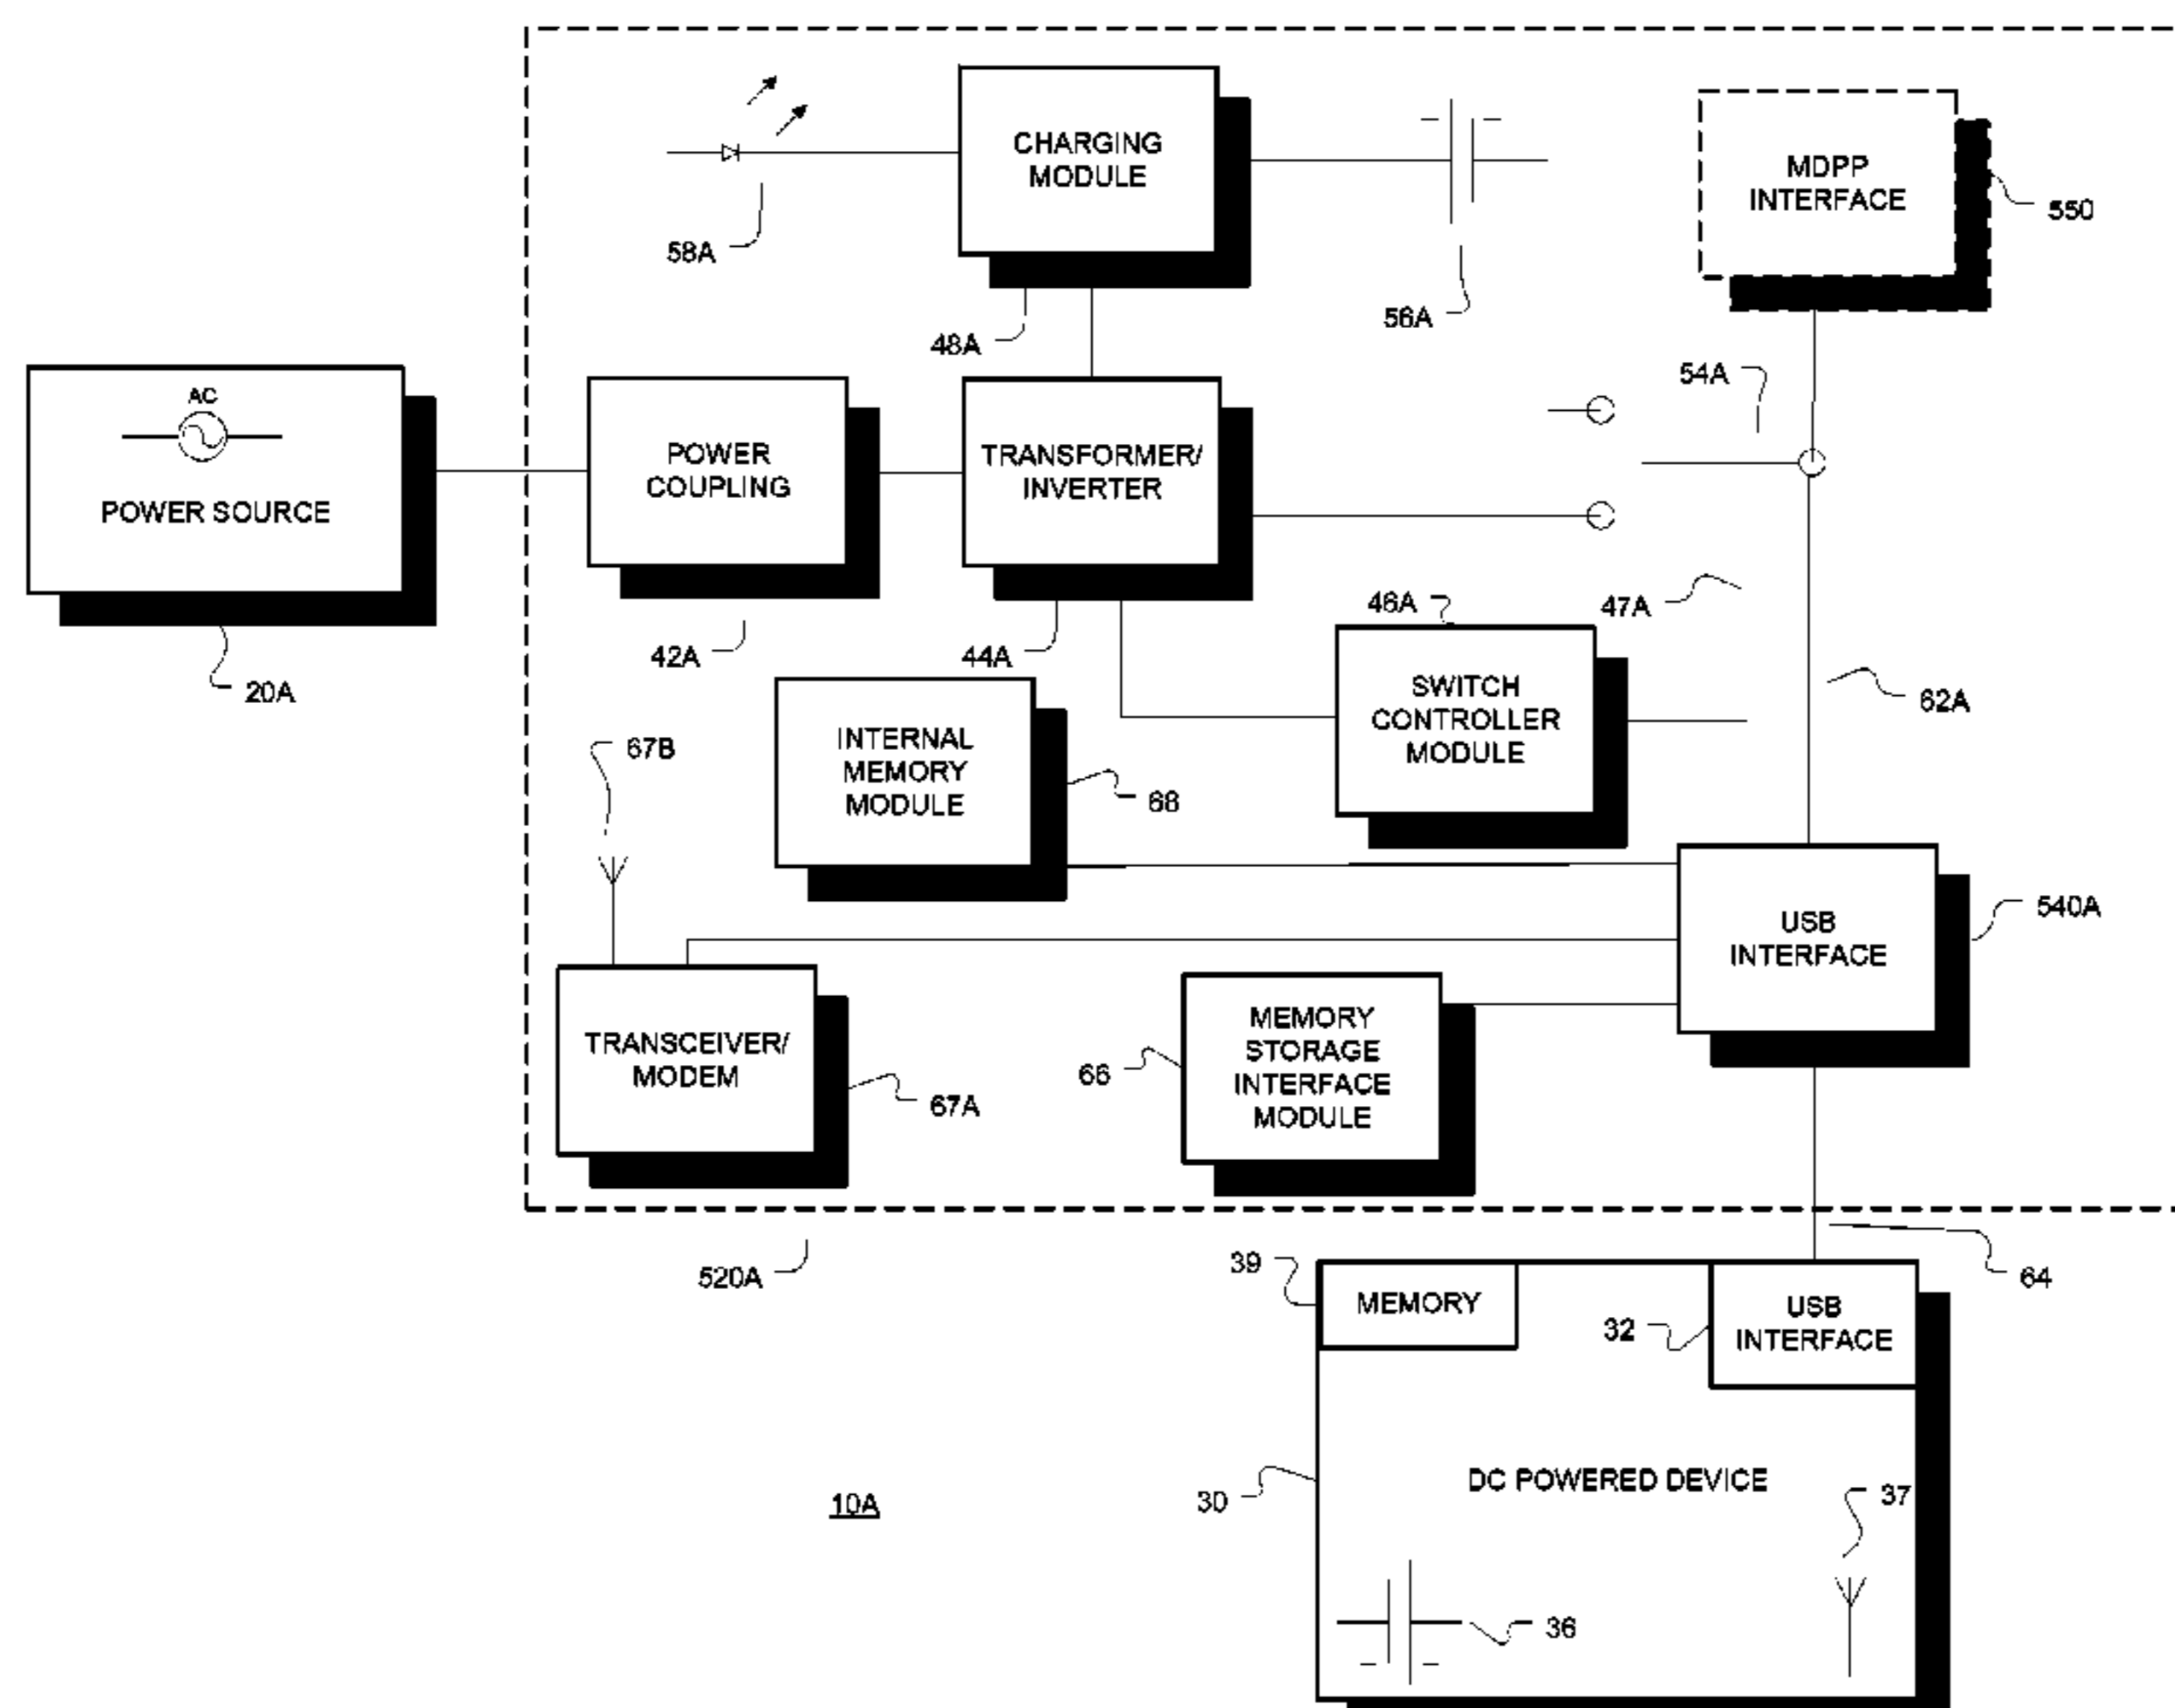 CHARGING
MODULE
58A
48A
56A
MDPP
INTERFACE
550
54A
AC
POWER SOURCE
20A
POWER
COUPLING
42A
TRANSFORMER/
INVERTER
44A
46A
47A
SWITCH
CONTROLLER
MODULE
62A
INTERNAL
MEMORY
MODULE
68
67B
USB
INTERFACE
540A
TRANSCEIVER/
MODEM
67A
66
MEMORY
STORAGE
INTERFACE
MODULE
520A
64
39
MEMORY
32
USB
INTERFACE
30
DC POWERED DEVICE
37
36
10A